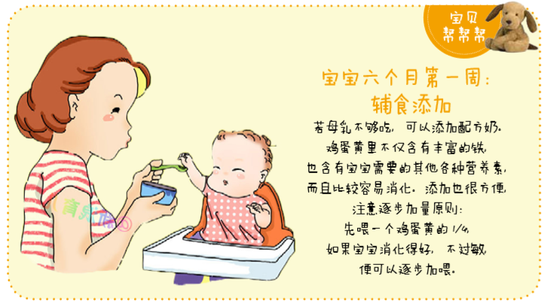 宝贝
帮帮帮
宝宝六个月第一周:
辅食添加
若母乳不够吃, 可以添加配方奶.
鸡蛋黄里不仅含有丰富的铁,
也含有宝宝需要的其他各种营养素,
而且比较容易消化. 添加也很方便.
注意逐步加量原则:
先喂一个鸡蛋黄的1/4,
如果宝宝消化得好, 不过敏,
便可以逐步加喂.